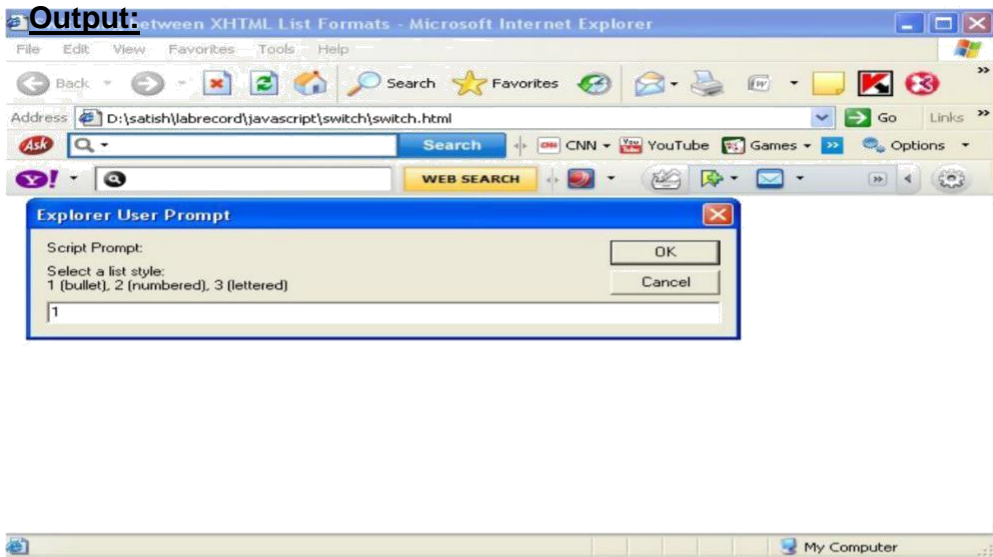 Output:
etween XHTML List Formats - Microsoft Internet Explorer
File Edit View Favorites Tools Help
Back Search Favorites
Address D:\satish\labrecord\javascript\switch\switch.html Go Links
Ask Search CNN YouTube Games Options
Y! WEB SEARCH
Explorer User Prompt
Script Prompt:
OK
Select a list style:
1 (bullet), 2 (numbered), 3 (lettered)
Cancel
1
My Computer